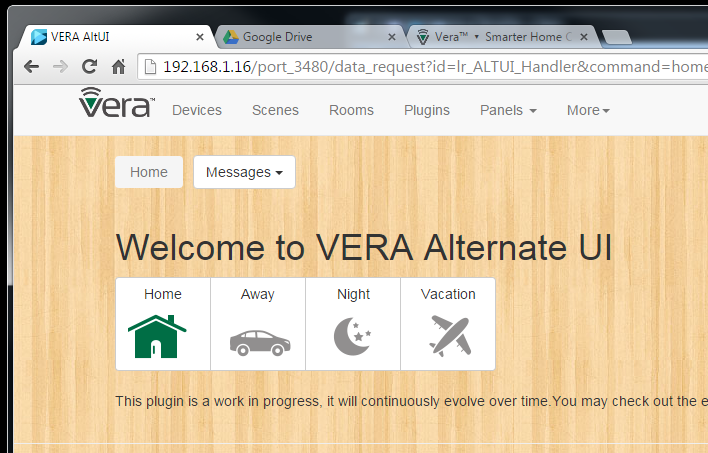 VERA AltUI
Google Drive
Vera™ • Smarter Home C
192.168.1.16/port_3480/data_request?id=lr_ALTUI_Handler&command=home
vera™
Devices Scenes Rooms Plugins Panels More
Home Messages
Welcome to VERA Alternate UI
Home Away Night Vacation
This plugin is a work in progress, it will continuously evolve over time.You may check out the e